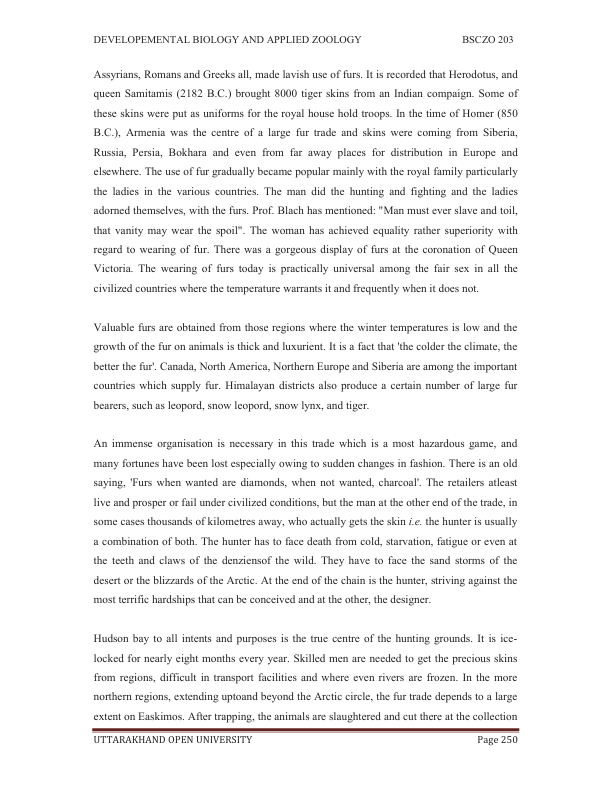 DEVELOPEMENTAL BIOLOGY AND APPLIED ZOOLOGY BSCZO 203
Assyrians, Romans and Greeks all, made lavish use of furs. It is recorded that Herodotus, and
queen Samitamis (2182 B.C.) brought 8000 tiger skins from an Indian compaign. Some of
these skins were put as uniforms for the royal house hold troops. In the time of Homer (850
B.C.), Armenia was the centre of a large fur trade and skins were coming from Siberia,
Russia, Persia, Bokhara and even from far away places for distribution in Europe and
elsewhere. The use of fur gradually became popular mainly with the royal family particularly
the ladies in the various countries. The man did the hunting and fighting and the ladies
adorned themselves, with the furs. Prof. Blach has mentioned: "Man must ever slave and toil,
that vanity may wear the spoil". The woman has achieved equality rather superiority with
regard to wearing of fur. There was a gorgeous display of furs at the coronation of Queen
Victoria. The wearing of furs today is practically universal among the fair sex in all the
civilized countries where the temperature warrants it and frequently when it does not.
Valuable furs are obtained from those regions where the winter temperatures is low and the
growth of the fur on animals is thick and luxurient. It is a fact that 'the colder the climate, the
better the fur'. Canada, North America, Northern Europe and Siberia are among the important
countries which supply fur. Himalayan districts also produce a certain number of large fur
bearers, such as leopord, snow leopord, snow lynx, and tiger.
An immense organisation is necessary in this trade which is a most hazardous game, and
many fortunes have been lost especially owing to sudden changes in fashion. There is an old
saying, 'Furs when wanted are diamonds, when not wanted, charcoal'. The retailers atleast
live and prosper or fail under civilized conditions, but the man at the other end of the trade, in
some cases thousands of kilometres away, who actually gets the skin i.e. the hunter is usually
a combination of both. The hunter has to face death from cold, starvation, fatigue or even at
the teeth and claws of the denziensof the wild. They have to face the sand storms of the
desert or the blizzards of the Arctic. At the end of the chain is the hunter, striving against the
most terrific hardships that can be conceived and at the other, the designer.
Hudson bay to all intents and purposes is the true centre of the hunting grounds. It is ice-
locked for nearly eight months every year. Skilled men are needed to get the precious skins
from regions, difficult in transport facilities and where even rivers are frozen. In the more
northern regions, extending uptoand beyond the Arctic circle, the fur trade depends to a large
extent on Easkimos. After trapping, the animals are slaughtered and cut there at the collection
UTTARAKHAND OPEN UNIVERSITY Page 250